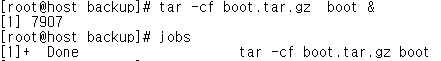 [root@host backup]# tar -cf boot.tar.gz  boot &
[1] 7907
[root@host backup]# jobs
[1]+  Done                    tar -cf boot.tar.gz boot